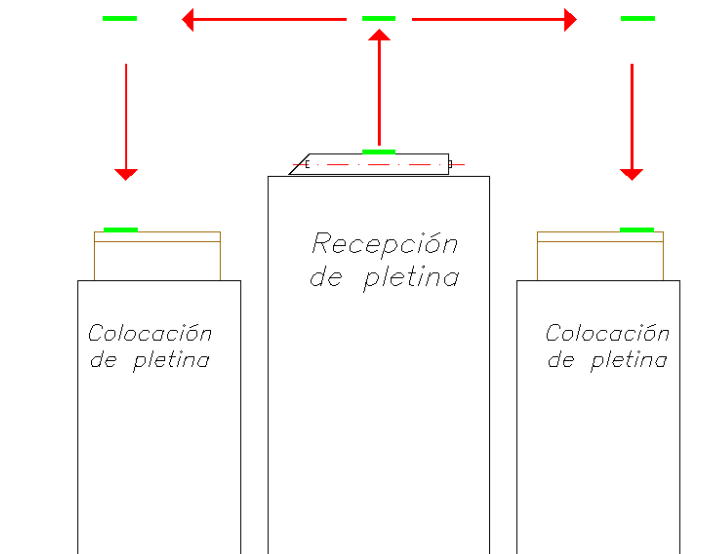 Recepción
de pletina
Colocación
de pletina
Colocación
de pletina